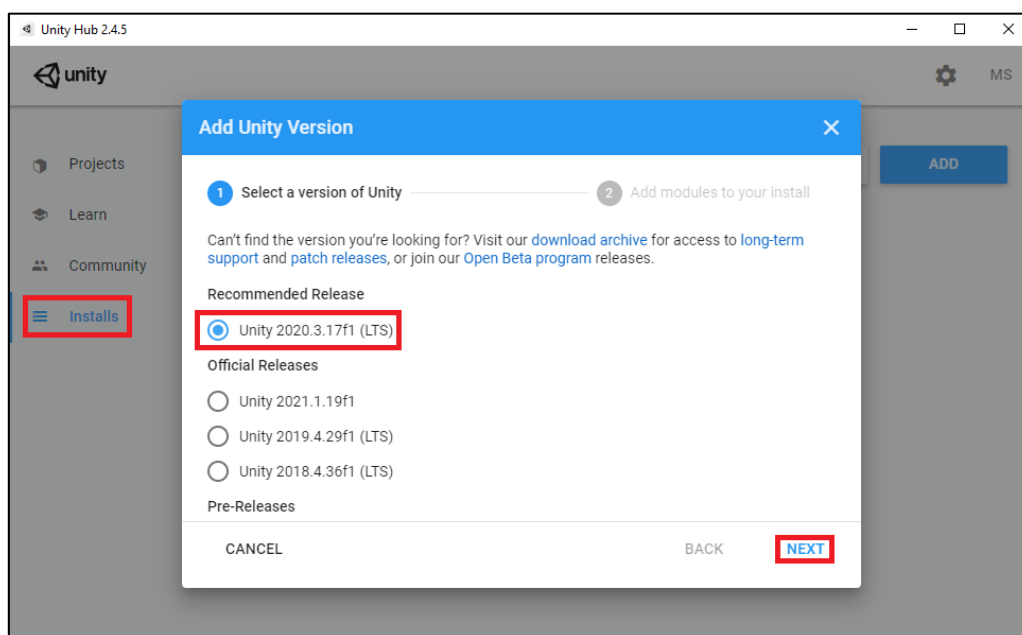 Unity Hub 2.4.5
unity
MS
Add Unity Version
Projects
Learn
Community
Installs
ADD
1 Select a version of Unity
2 Add modules to your install
Can't find the version you're looking for? Visit our download archive for access to long-term
support and patch releases, or join our Open Beta program releases.
Recommended Release
Unity 2020.3.17f1 (LTS)
Official Releases
Unity 2021.1.19f1
Unity 2019.4.29f1 (LTS)
Unity 2018.4.36f1 (LTS)
Pre-Releases
CANCEL
BACK
NEXT